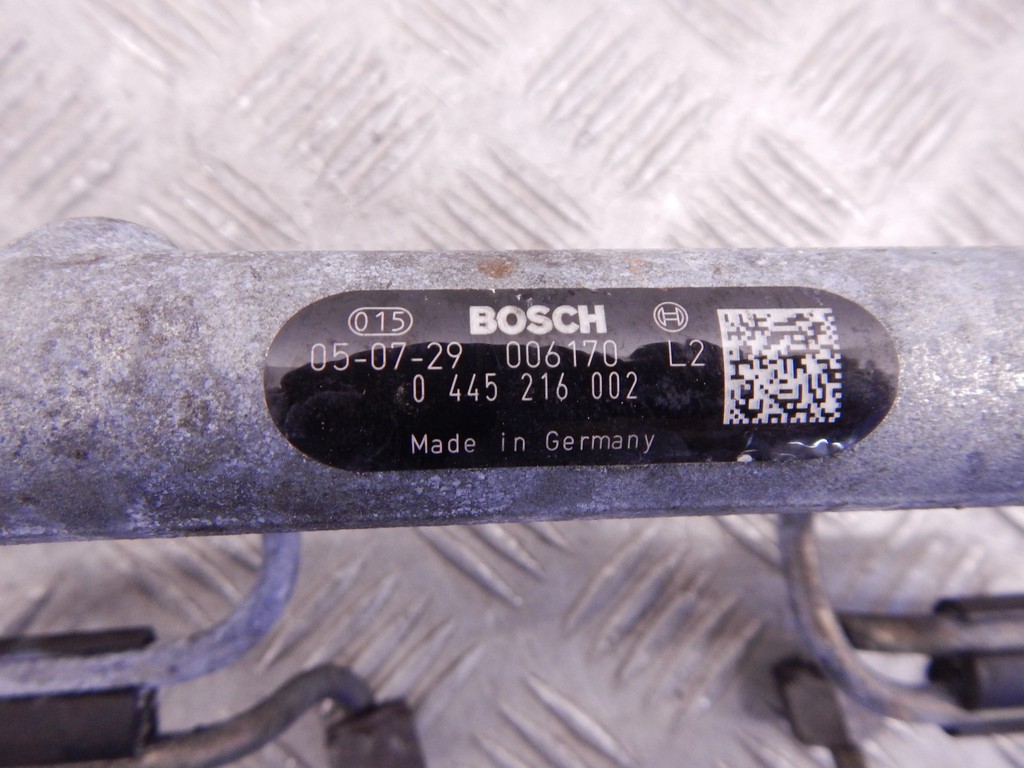 015 BOSCH
05-07-29 006170 L2
0 445 216 002
Made in Germany